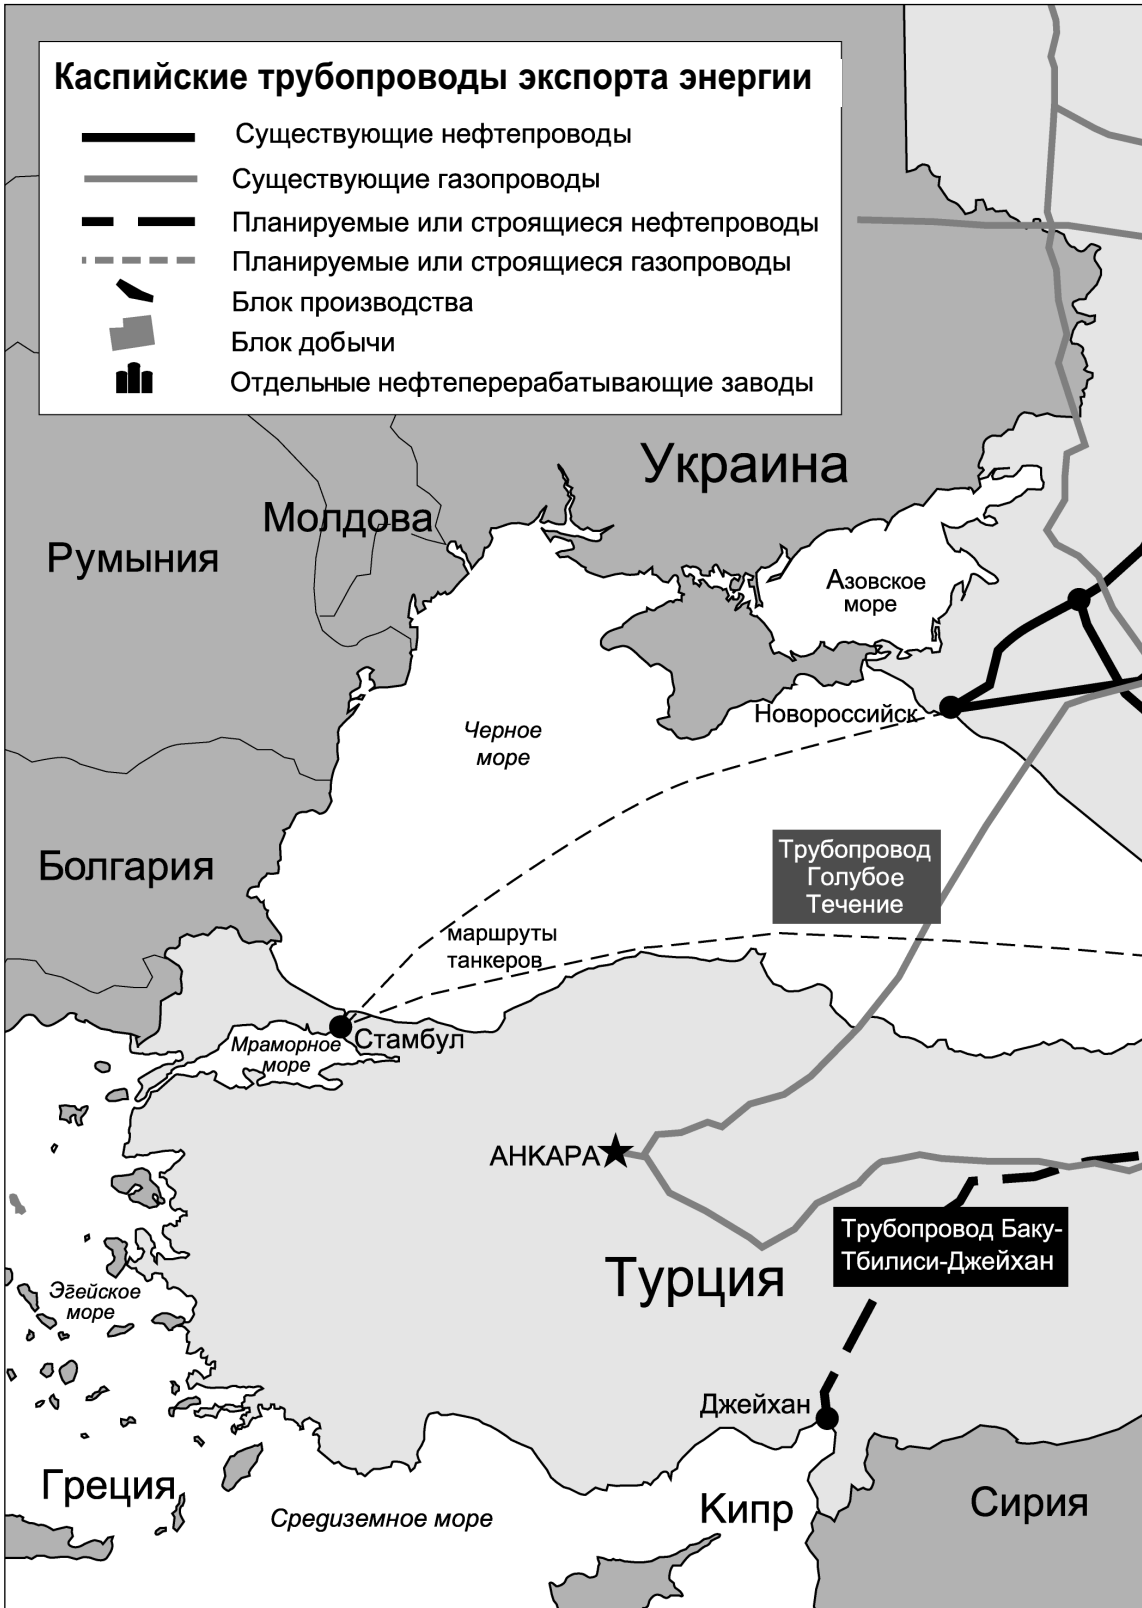 Каспийские трубопроводы экспорта энергии
Существующие нефтепроводы
Существующие газопроводы
Планируемые или строящиеся нефтепроводы
Планируемые или строящиеся газопроводы
Блок производства
Блок добычи
Отдельные нефтеперерабатывающие заводы
Украина
Молдова
Румыния
Азовское
море
Новороссийск
Черное
море
Трубопровод
Голубое
Течение
Болгария
маршруты
танкеров
Стамбул
Мраморное
море
АНКАРА
Трубопровод Баку-
Тбилиси-Джейхан
Турция
Эгейское
море
Джейхан
Греция
Средиземное море
Кипр
Сирия